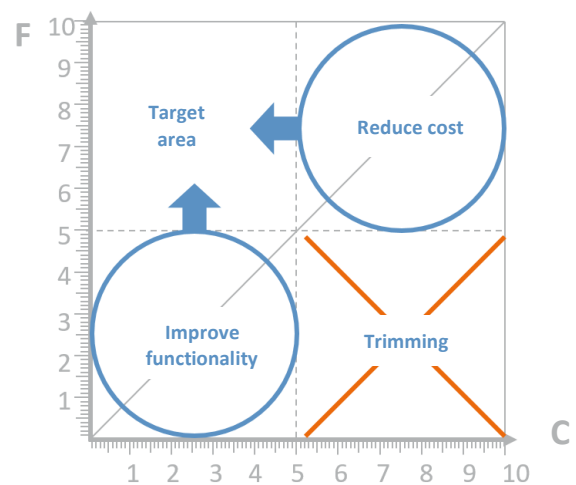 F
10
9
8
7
6
5
4
3
2
1
Target
area
Reduce cost
Improve
functionality
Trimming
C
1 2 3 4 5 6 7 8 9 10